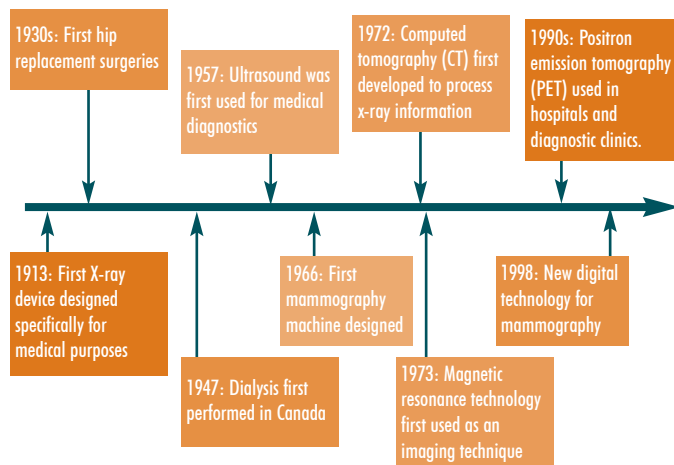 1930s: First hip
replacement surgeries
1957: Ultrasound was
first used for medical
diagnostics
1972: Computed
tomography (CT) first
developed to process
x-ray information
1990s: Positron
emission tomography
(PET) used in
hospitals and
diagnostic clinics.
1913: First X-ray
device designed
specifically for
medical purposes
1947: Dialysis first
performed in Canada
1966: First
mammography
machine designed
1973: Magnetic
resonance technology
first used as an
imaging technique
1998: New digital
technology for
mammography